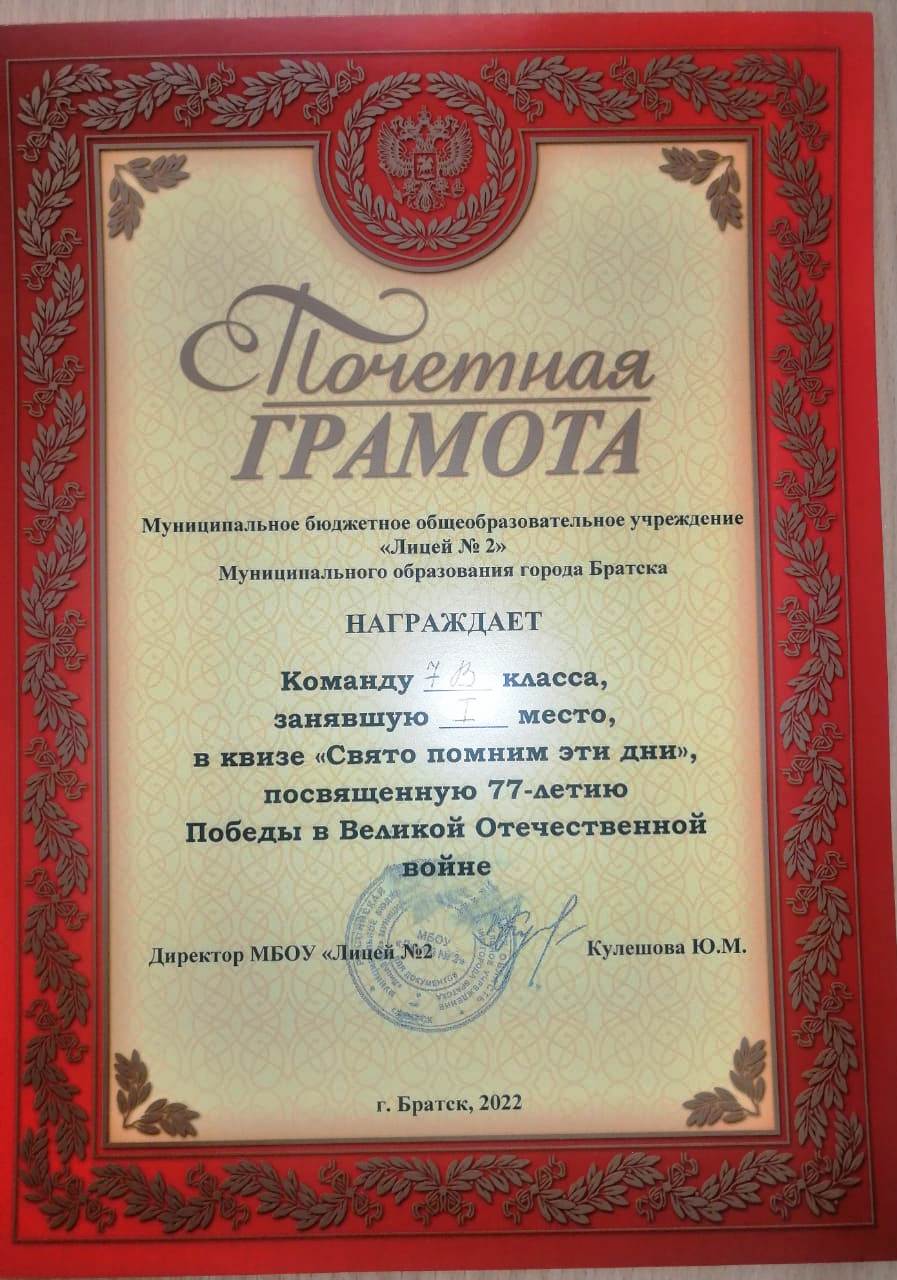 Почетная
ГРАМОТА
Муниципальное бюджетное общеобразовательное учреждение
«Лицей № 2»
Муниципального образования города Братска
НАГРАЖДАЕТ
Команду 7 В класса,
занявшую I место,
в квизе «Свято помним эти дни»,
посвященную 77-летию
Победы в Великой Отечественной
войне
Директор МБОУ «Лицей №2
Кулешова Ю.М.
МБОУ
г. Братск, 2022